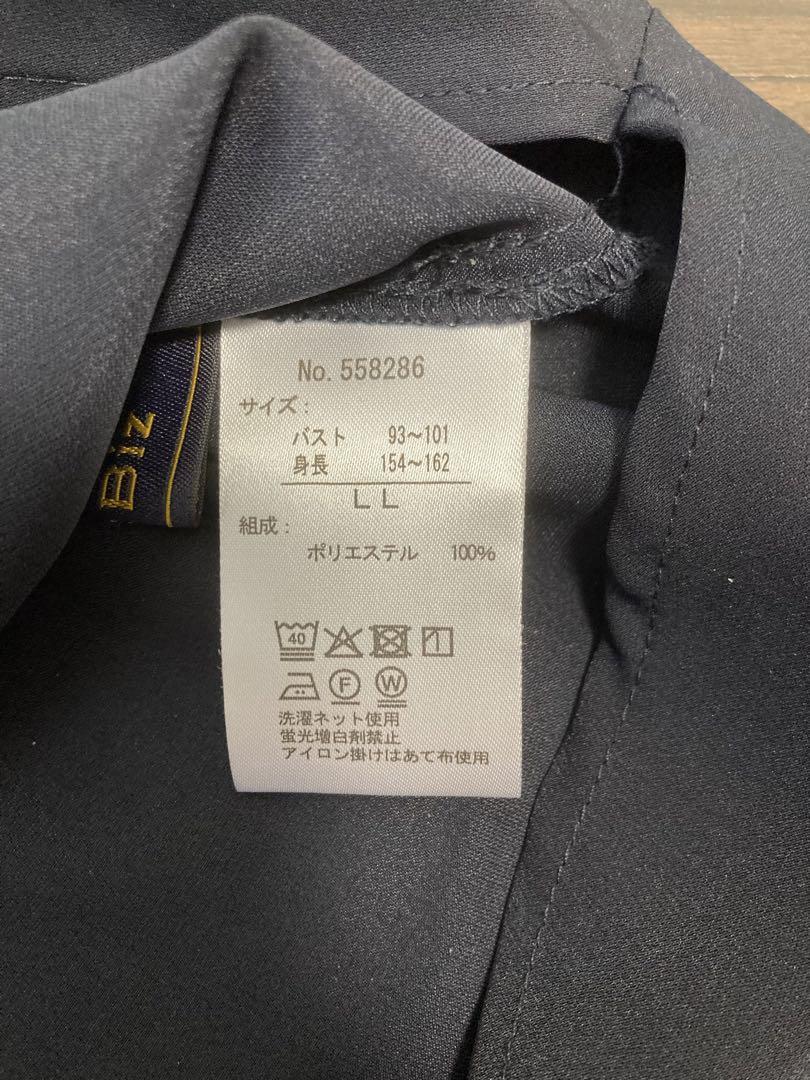 No. 558286
サイズ：
バスト 93～101
身長 154～162
LL
組成：
ポリエステル 100%
40
F W
洗濯ネット使用
蛍光増白剤禁止
アイロン掛けはあて布使用
Biz